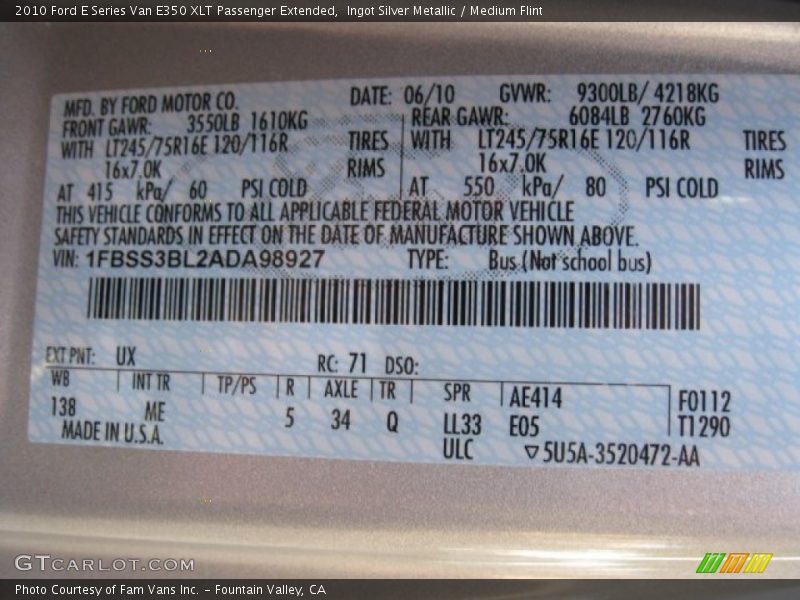 2010 Ford E Series Van E350 XLT Passenger Extended,  Ingot Silver Metallic / Medium Flint
MFD. BY FORD MOTOR CO. DATE: 06/10 GVWR: 9300LB/ 4218KG
FRONT GAWR: 3550LB 1610KG REAR GAWR: 6084LB 2760KG
WITH LT245/75R16E 120/116R TIRES WITH LT245/75R16E 120/116R TIRES
16x7.0K RIMS 16x7.0K RIMS
AT 415 kPa/ 60 PSI COLD AT 550 kPa/ 80 PSI COLD
THIS VEHICLE CONFORMS TO ALL APPLICABLE FEDERAL MOTOR VEHICLE
SAFETY STANDARDS IN EFFECT ON THE DATE OF MANUFACTURE SHOWN ABOVE.
VIN: 1FBSS3BL2ADA98927 TYPE: Bus (Not school bus)
EXT PNT: UX RC: 71 DSO:
WB INT TR TP/PS R AXLE TR SPR AE414 F0112
138 ME 5 34 Q LL33 E05 T1290
MADE IN U.S.A. ULC ▽5U5A-3520472-AA
GTCARLOT.COM
Photo Courtesy of Fam Vans Inc. – Fountain Valley, CA